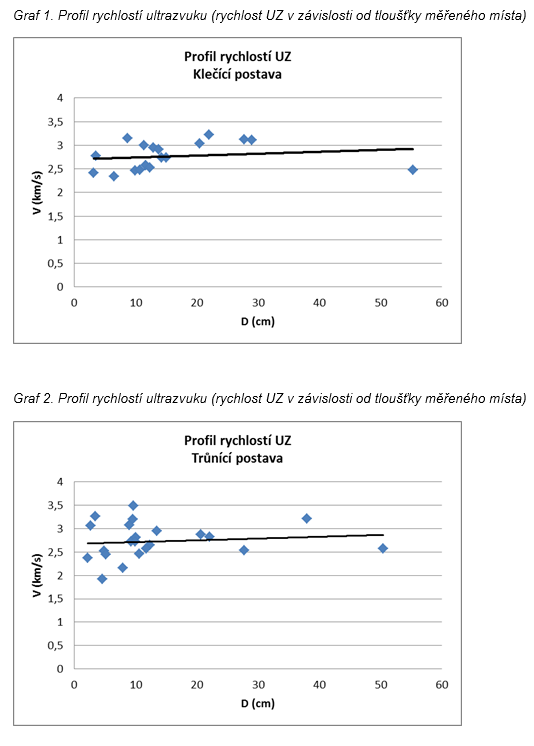 Graf 1. Profil rychlostí ultrazvuku (rychlost UZ v závislosti od tloušťky měřeného místa)
Profil rychlostí UZ
Klečící postava
4
3,5
3
2,5
2
1,5
1
0,5
0
V (km/s)
0 10 20 30 40 50 60
D (cm)
Graf 2. Profil rychlostí ultrazvuku (rychlost UZ v závislosti od tloušťky měřeného místa)
Profil rychlostí UZ
Trůnící postava
4
3,5
3
2,5
2
1,5
1
0,5
0
V (km/s)
0 10 20 30 40 50 60
D (cm)